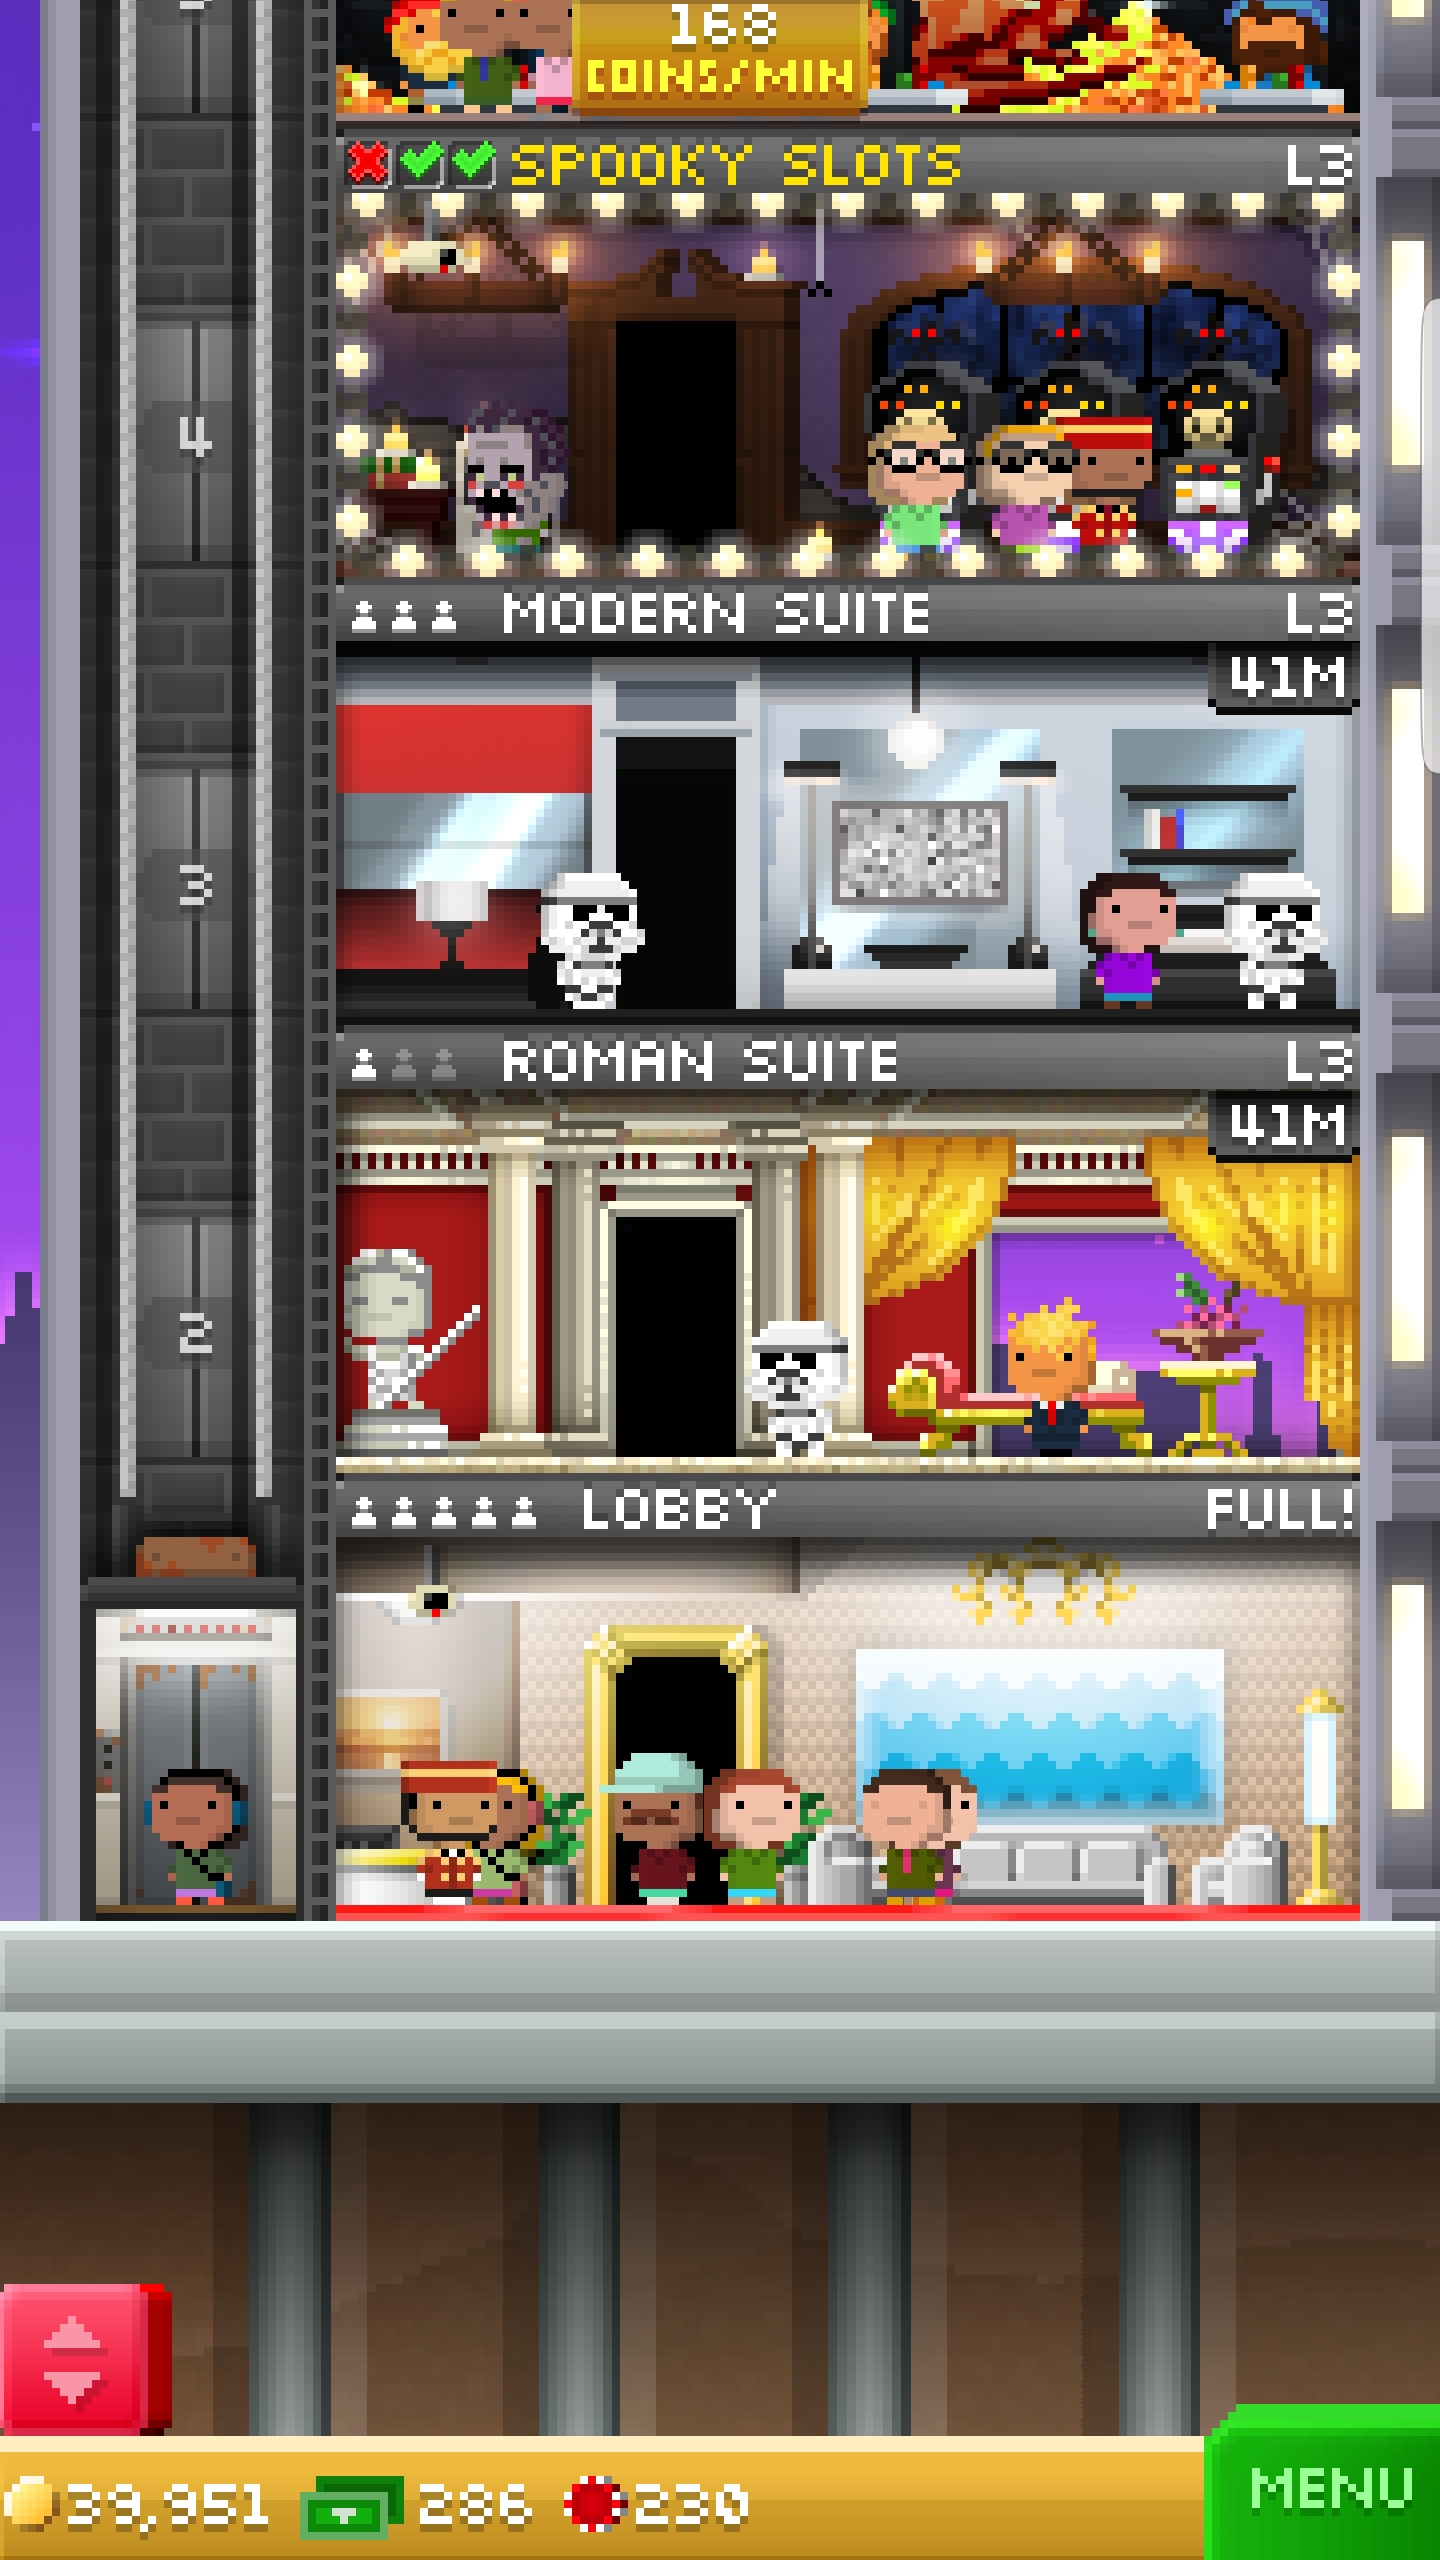 168
COINS/MIN
SPOOKY SLOTS L3
4
MODERN SUITE L3
41M
3
ROMAN SUITE L3
41M
2
LOBBY FULL!
39,951 286 230
MENU